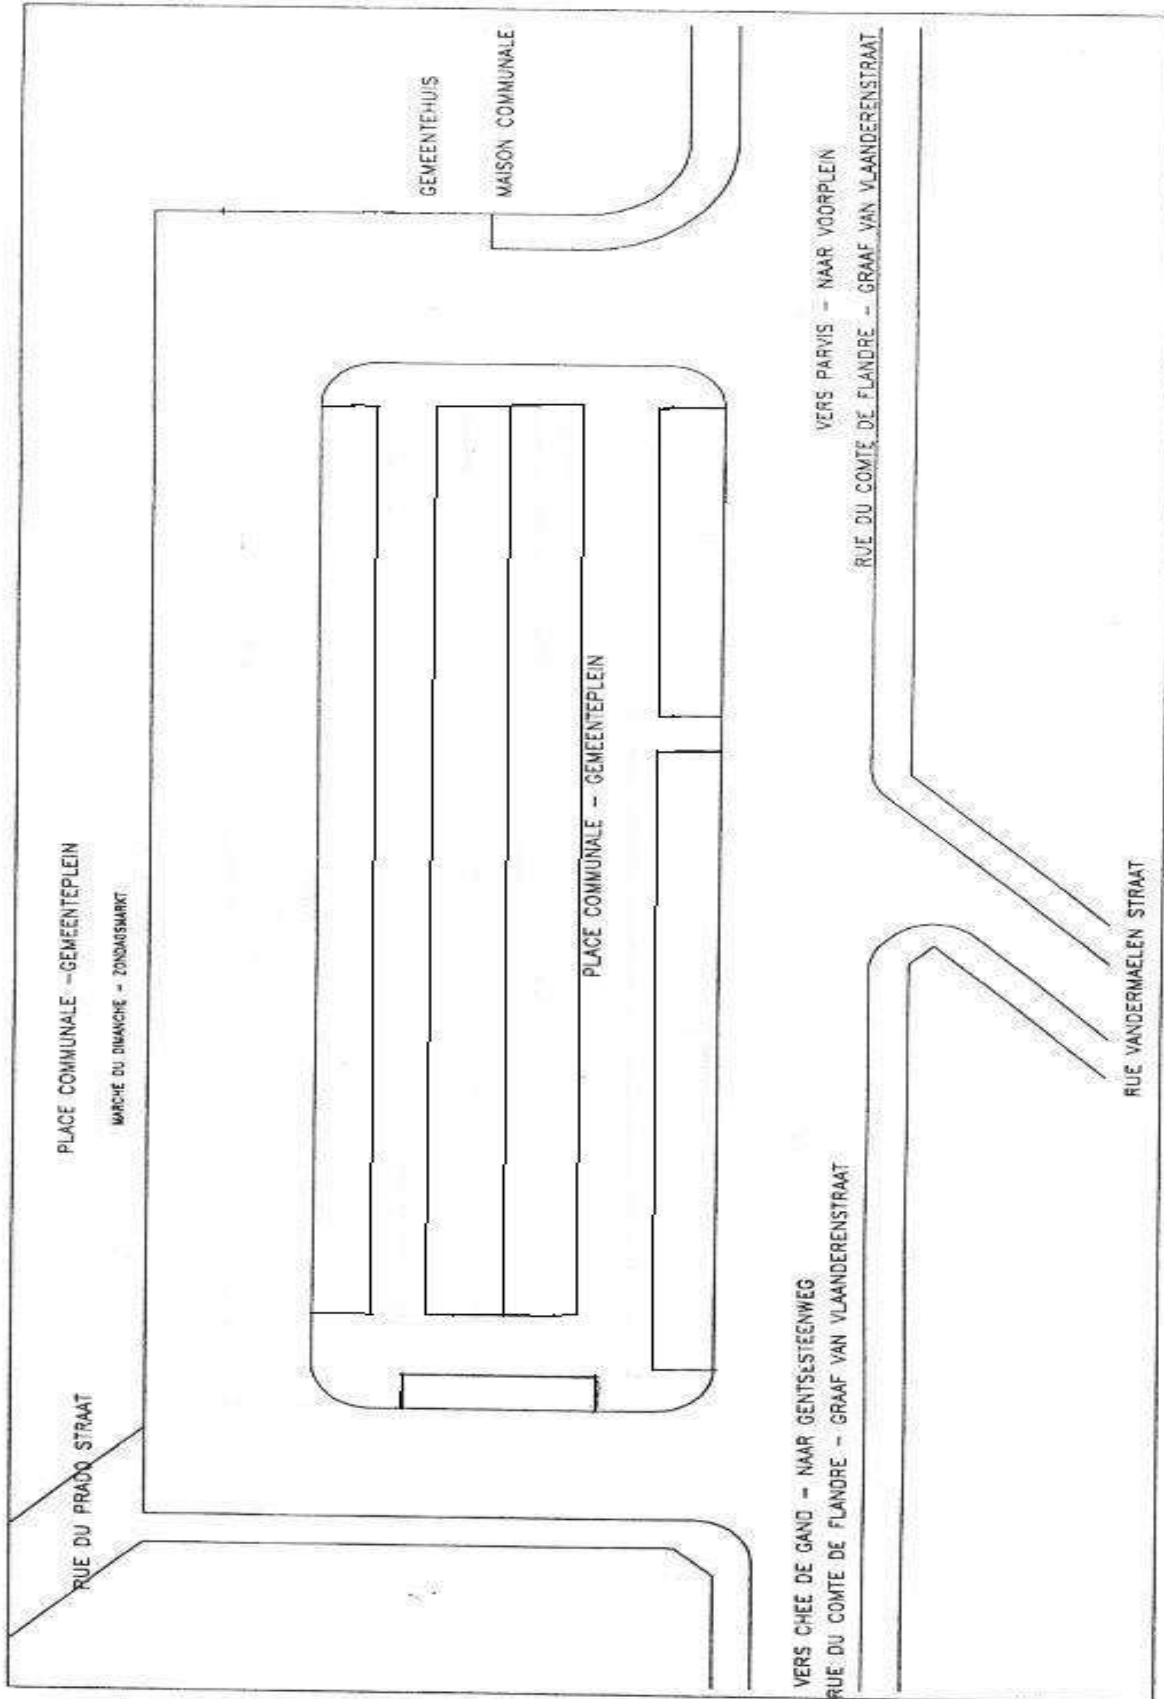 PLACE COMMUNALE -GEMEENTEPLEIN
MARCHE DU DIMANCHE - ZONDAGSMARKT
RUE DU PRADO STRAAT
GEMEENTEHUIS
MAISON COMMUNALE
PLACE COMMUNALE - GEMEENTEPLEIN
VERS PARVIS - NAAR VOORPLEIN
RUE DU COMTE DE FLANDRE - GRAAF VAN VLAANDERENSTRAAT
VERS CHEE DE GAND - NAAR GENTSESTEENWEG
RUE DU COMTE DE FLANDRE - GRAAF VAN VLAANDERENSTRAAT
RUE VANDERMAELEN STRAAT